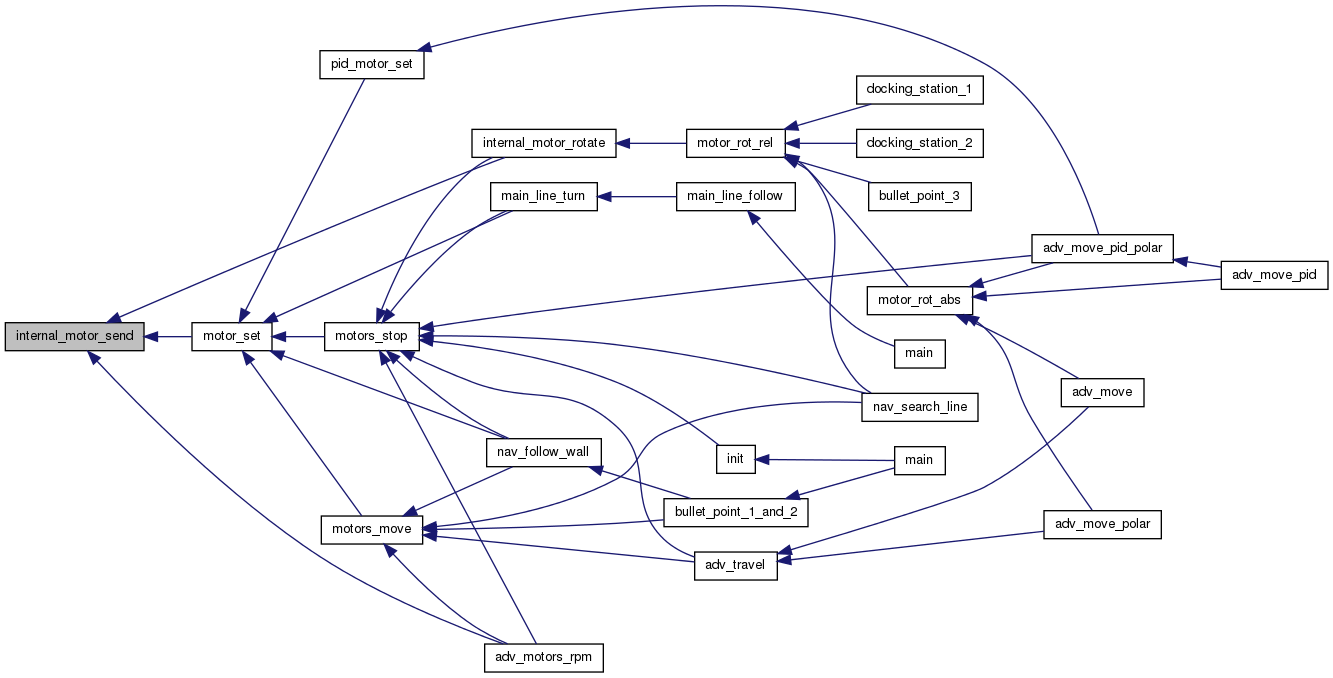 pid_motor_set
docking_station_1
internal_motor_rotate
motor_rot_rel
docking_station_2
main_line_turn
main_line_follow
bullet_point_3
adv_move_pid_polar
adv_move_pid
motor_rot_abs
internal_motor_send
motor_set
motors_stop
main
adv_move
nav_search_line
nav_follow_wall
init
main
bullet_point_1_and_2
motors_move
adv_move_polar
adv_travel
adv_motors_rpm